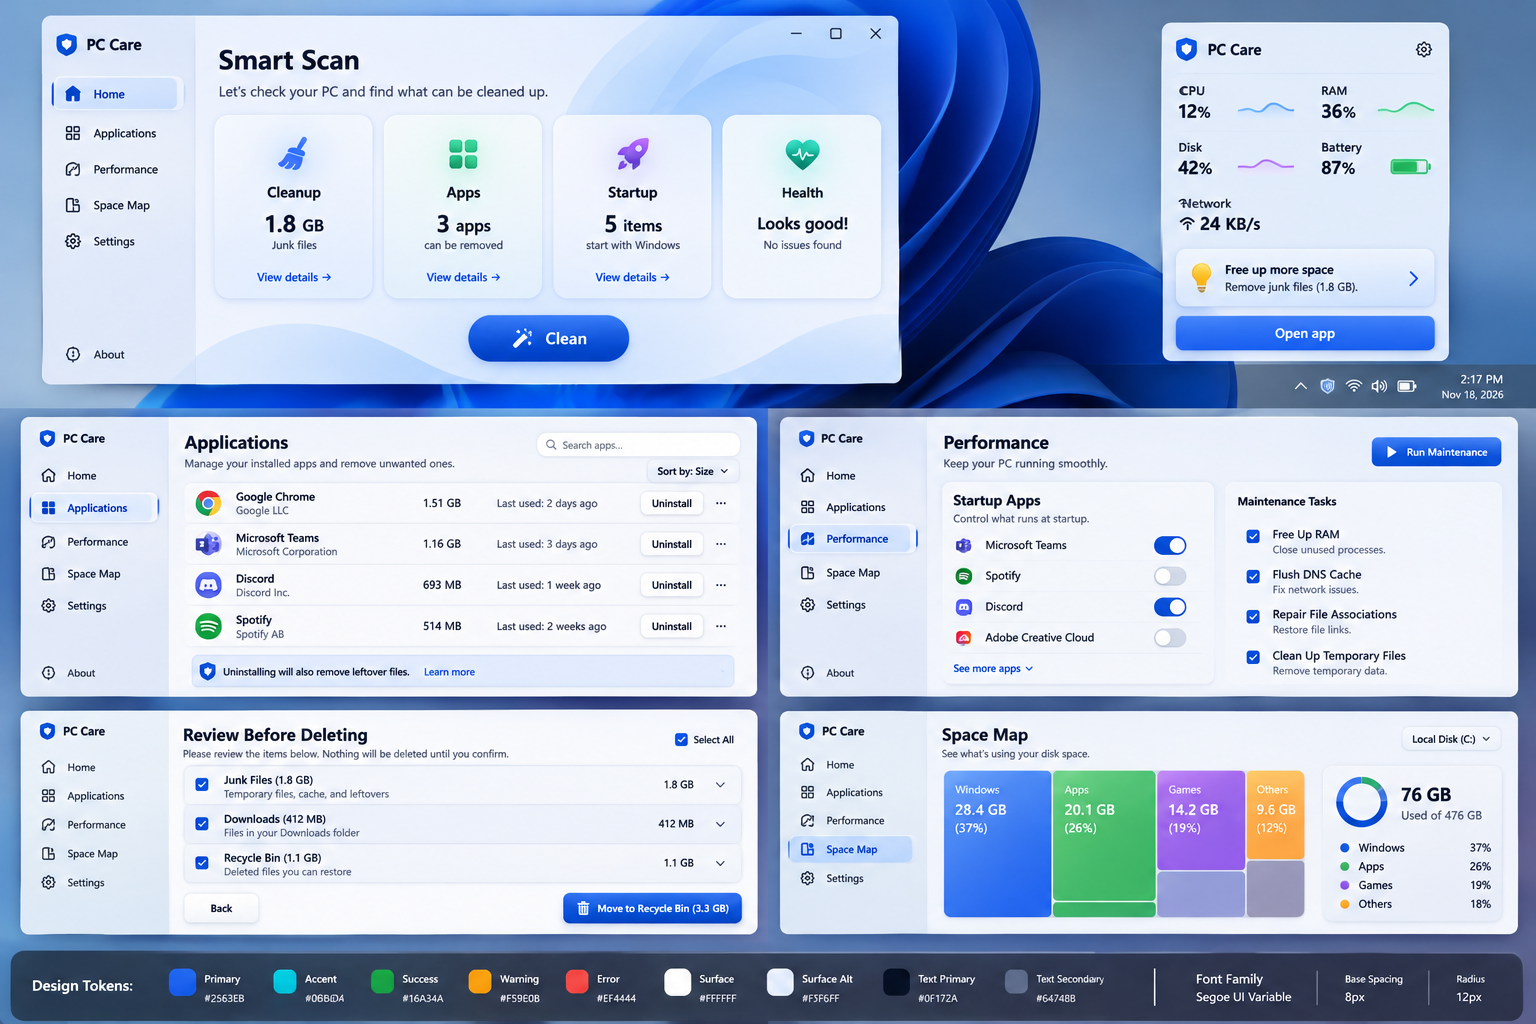 PC Care
Home
Applications
Performance
Space Map
Settings
About
Smart Scan
Let's check your PC and find what can be cleaned up.
Cleanup
1.8 GB
Junk files
View details →
Apps
3 apps
can be removed
View details →
Startup
5 items
start with Windows
View details →
Health
Looks good!
No issues found
Clean
PC Care
CPU
12%
RAM
36%
Disk
42%
Battery
87%
Network
24 KB/s
Free up more space
Remove junk files (1.8 GB).
Open app
2:17 PM
Nov 18, 2026
PC Care
Home
Applications
Performance
Space Map
Settings
About
Applications
Manage your installed apps and remove unwanted ones.
Search apps...
Sort by: Size
Google Chrome
Google LLC
1.51 GB
Last used: 2 days ago
Uninstall
Microsoft Teams
Microsoft Corporation
1.16 GB
Last used: 3 days ago
Uninstall
Discord
Discord Inc.
693 MB
Last used: 1 week ago
Uninstall
Spotify
Spotify AB
514 MB
Last used: 2 weeks ago
Uninstall
Uninstalling will also remove leftover files. Learn more
PC Care
Home
Applications
Performance
Space Map
Settings
About
Performance
Keep your PC running smoothly.
Run Maintenance
Startup Apps
Control what runs at startup.
Microsoft Teams
Spotify
Discord
Adobe Creative Cloud
See more apps
Maintenance Tasks
Free Up RAM
Close unused processes.
Flush DNS Cache
Fix network issues.
Repair File Associations
Restore file links.
Clean Up Temporary Files
Remove temporary data.
PC Care
Home
Applications
Performance
Space Map
Settings
Review Before Deleting
Please review the items below. Nothing will be deleted until you confirm.
Select All
Junk Files (1.8 GB)
Temporary files, cache, and leftovers
1.8 GB
Downloads (412 MB)
Files in your Downloads folder
412 MB
Recycle Bin (1.1 GB)
Deleted files you can restore
1.1 GB
Back
Move to Recycle Bin (3.3 GB)
PC Care
Home
Applications
Performance
Space Map
Settings
Space Map
See what's using your disk space.
Local Disk (C:)
Windows
28.4 GB
(37%)
Apps
20.1 GB
(26%)
Games
14.2 GB
(19%)
Others
9.6 GB
(12%)
76 GB
Used of 476 GB
Windows 37%
Apps 26%
Games 19%
Others 18%
Design Tokens:
Primary
#2563EB
Accent
#06B6DA
Success
#16A34A
Warning
#F59E0B
Error
#EF4444
Surface
#FFFFFF
Surface Alt
#F5F6FF
Text Primary
#0F172A
Text Secondary
#64748B
Font Family
Segoe UI Variable
Base Spacing
8px
Radius
12px